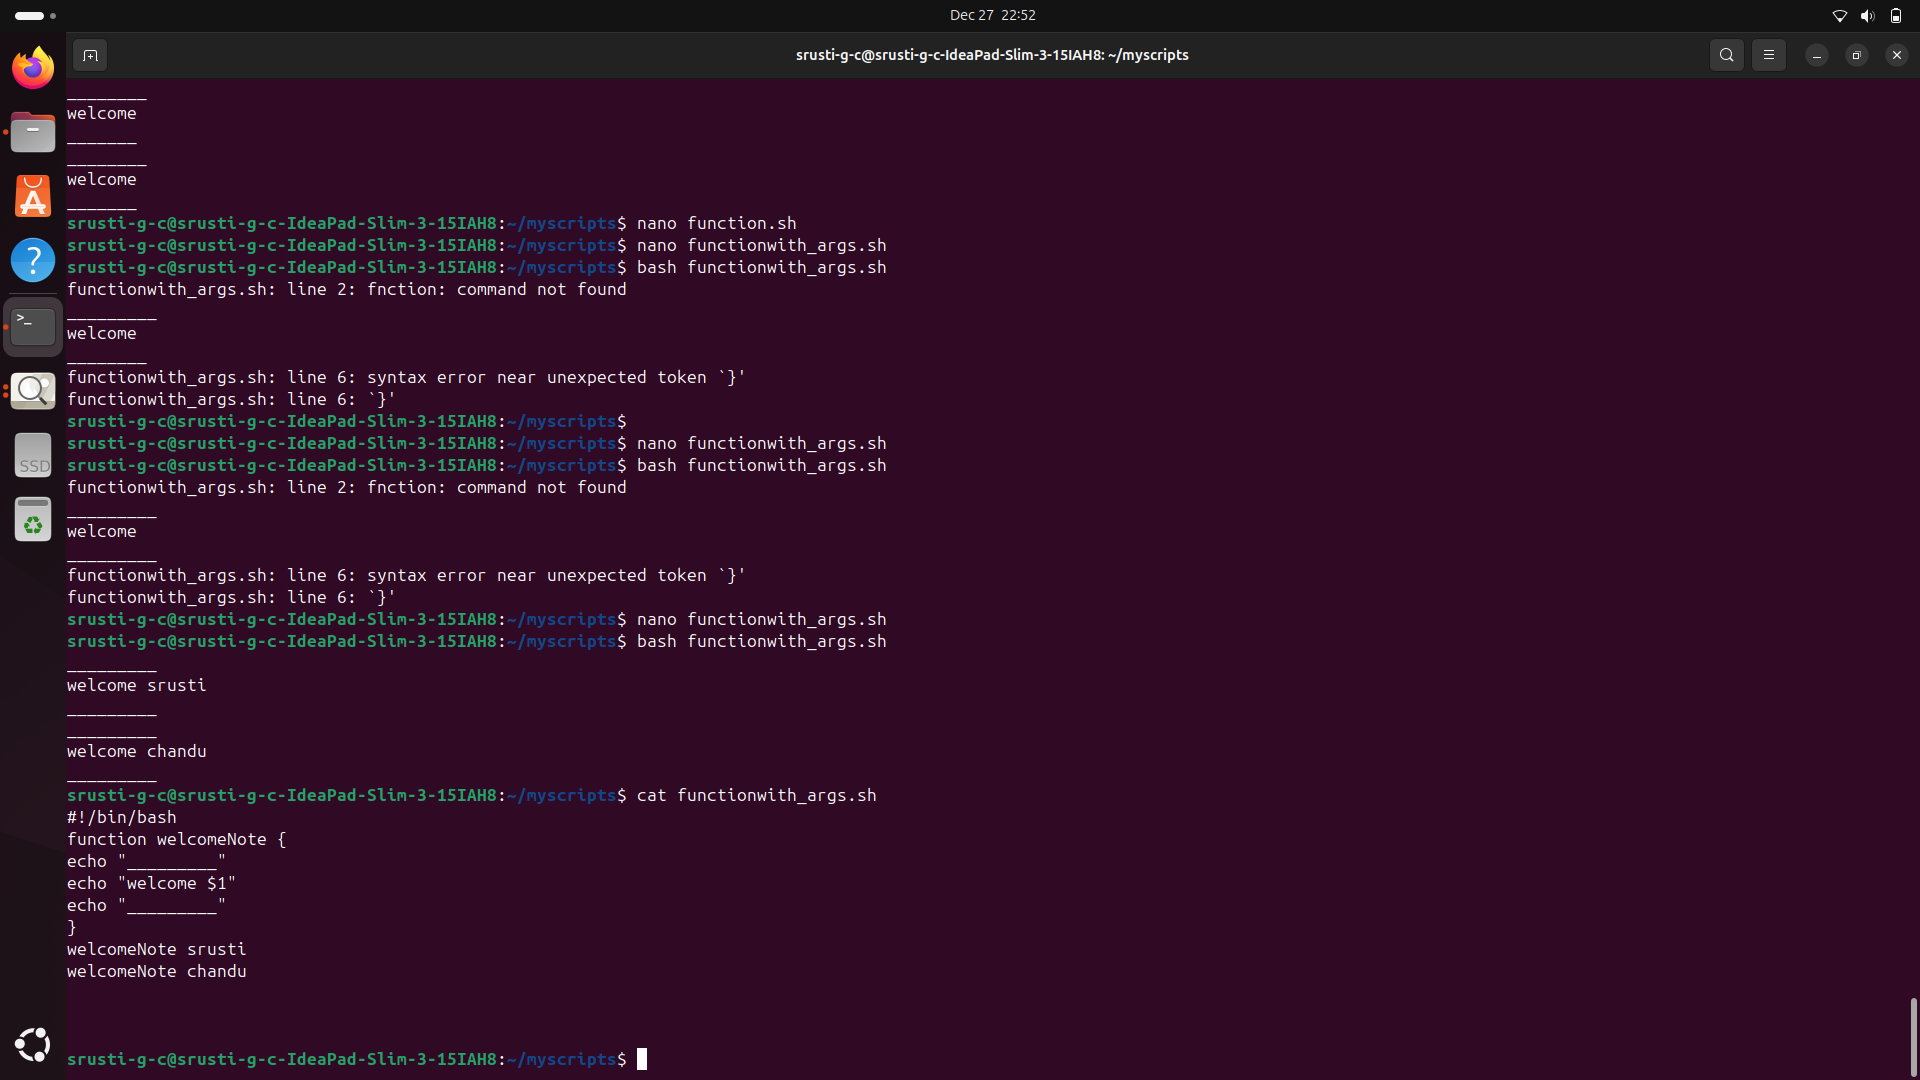 Dec 27 22:52
srusti-g-c@srusti-g-c-IdeaPad-Slim-3-15IAH8: ~/myscripts
________
welcome
_______
________
welcome
_______
srusti-g-c@srusti-g-c-IdeaPad-Slim-3-15IAH8:~/myscripts$ nano function.sh
srusti-g-c@srusti-g-c-IdeaPad-Slim-3-15IAH8:~/myscripts$ nano functionwith_args.sh
srusti-g-c@srusti-g-c-IdeaPad-Slim-3-15IAH8:~/myscripts$ bash functionwith_args.sh
functionwith_args.sh: line 2: fnction: command not found
_________
welcome
________
functionwith_args.sh: line 6: syntax error near unexpected token `}'
functionwith_args.sh: line 6: `}'
srusti-g-c@srusti-g-c-IdeaPad-Slim-3-15IAH8:~/myscripts$
srusti-g-c@srusti-g-c-IdeaPad-Slim-3-15IAH8:~/myscripts$ nano functionwith_args.sh
srusti-g-c@srusti-g-c-IdeaPad-Slim-3-15IAH8:~/myscripts$ bash functionwith_args.sh
functionwith_args.sh: line 2: fnction: command not found
_________
welcome
_________
functionwith_args.sh: line 6: syntax error near unexpected token `}'
functionwith_args.sh: line 6: `}'
srusti-g-c@srusti-g-c-IdeaPad-Slim-3-15IAH8:~/myscripts$ nano functionwith_args.sh
srusti-g-c@srusti-g-c-IdeaPad-Slim-3-15IAH8:~/myscripts$ bash functionwith_args.sh
_________
welcome srusti
_________
_________
welcome chandu
_________
srusti-g-c@srusti-g-c-IdeaPad-Slim-3-15IAH8:~/myscripts$ cat functionwith_args.sh
#!/bin/bash
function welcomeNote {
echo "_________"
echo "welcome $1"
echo "_________"
}
welcomeNote srusti
welcomeNote chandu
srusti-g-c@srusti-g-c-IdeaPad-Slim-3-15IAH8:~/myscripts$
?
>_
SSD